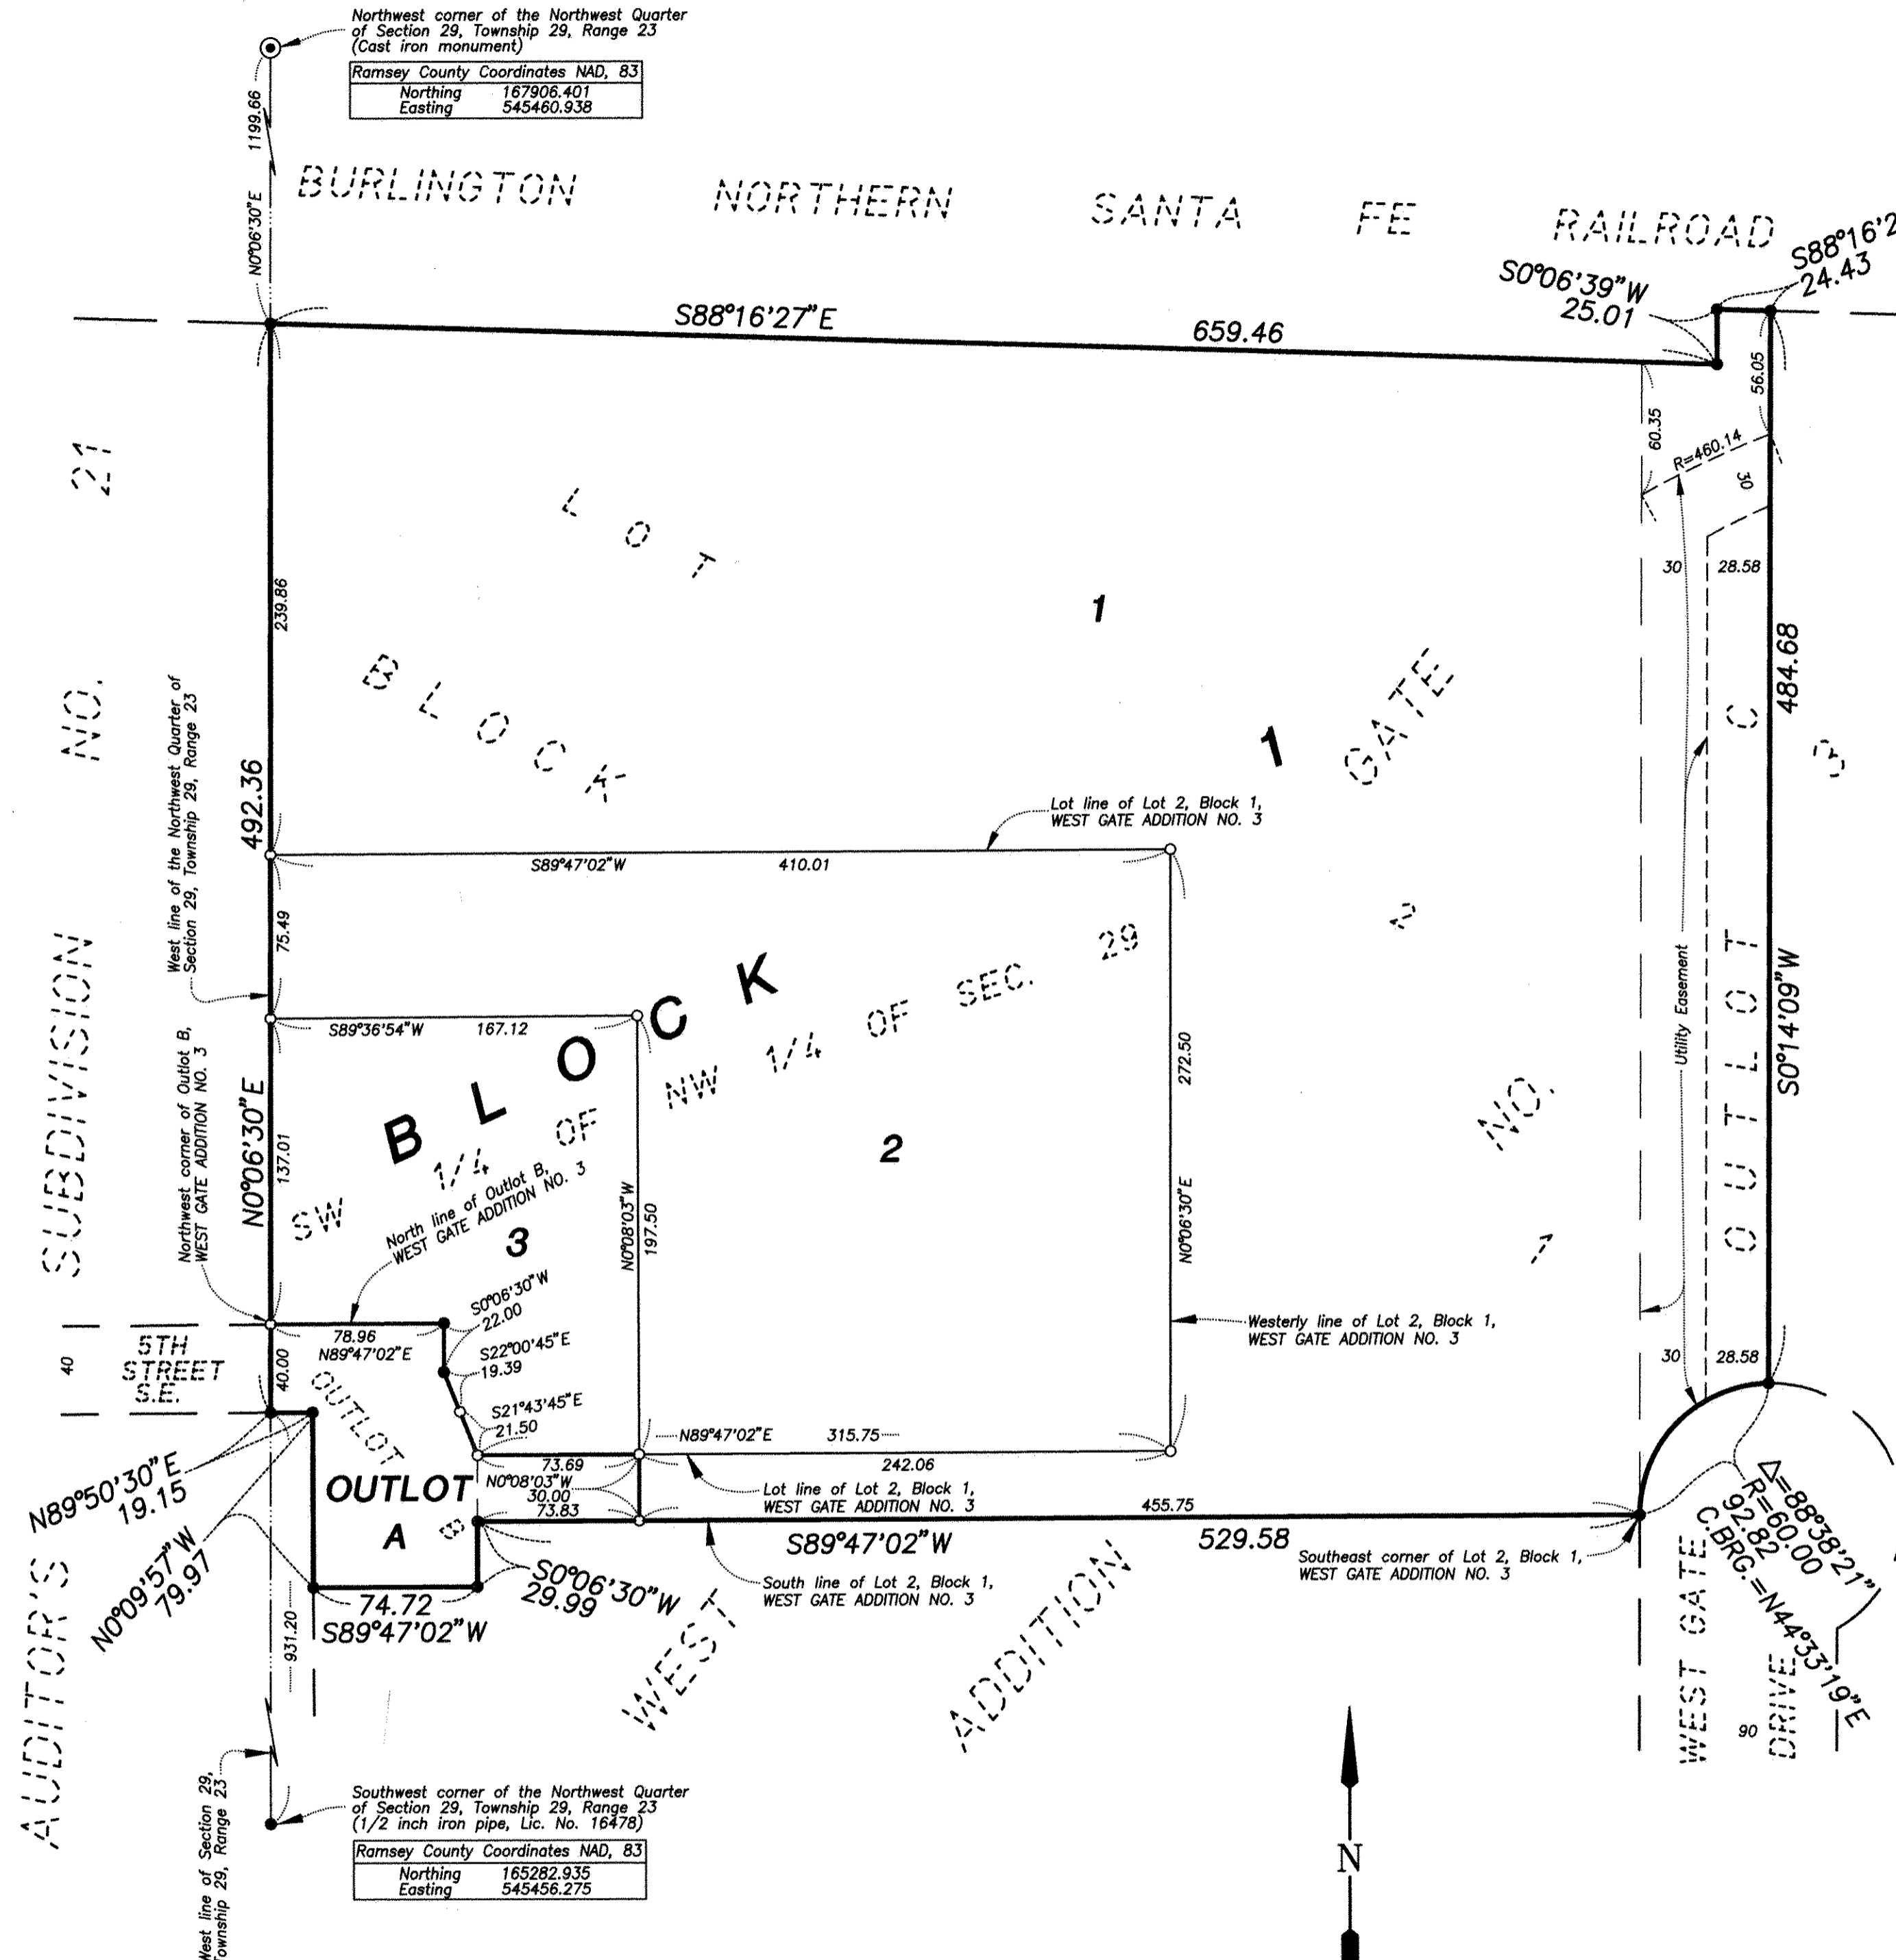 Northwest corner of the Northwest Quarter
of Section 29, Township 29, Range 23
(Cast iron monument)
Ramsey County Coordinates NAD, 83
Northing 167906.401
Easting 545460.938
1199.66
N0°06'30"E
BURLINGTON NORTHERN SANTA FE RAILROAD
S88°16'2
24.43
S0°06'39"W
25.01
S88°16'27"E 659.46
56.05
60.35
R=460.14
30
30 28.58
21
NO.
SUBDIVISION
AUDITOR'S
239.86
LOT
1
BLOCK
1
GATE
484.68
C
3
West line of the Northwest Quarter of
Section 29, Township 29, Range 23
492.36
Lot line of Lot 2, Block 1,
WEST GATE ADDITION NO. 3
S89°47'02"W 410.01
75.49
2
29
BLOCK
SW 1/4 OF NW 1/4 OF SEC.
Utility Easement
OUTLOT
S0°14'09"W
S89°36'54"W 167.12
Northwest corner of Outlot B,
WEST GATE ADDITION NO. 3
N0°06'30"E
137.01
272.50
N0°06'30"E
2
NO.
1
North line of Outlot B,
WEST GATE ADDITION NO. 3
3
N0°08'03"W
197.50
S0°06'30"W
22.00
S22°00'45"E
19.39
S21°43'45"E
21.50
Westerly line of Lot 2, Block 1,
WEST GATE ADDITION NO. 3
30 28.58
78.96
N89°47'02"E
40
5TH
STREET
S.E.
40.00
OUTLOT
B
N89°47'02"E 315.75
73.69
242.06
N0°08'03"W
30.00
73.83
Lot line of Lot 2, Block 1,
WEST GATE ADDITION NO. 3
455.75
OUTLOT
A
N89°50'30"E
19.15
N0°09'57"W
79.97
S89°47'02"W 529.58
Southeast corner of Lot 2, Block 1,
WEST GATE ADDITION NO. 3
S0°06'30"W
29.99
South line of Lot 2, Block 1,
WEST GATE ADDITION NO. 3
74.72
S89°47'02"W
931.20
WEST
ADDITION
Δ=88°38'21"
R=60.00
92.82
C.BRG.=N44°33'19"E
WEST GATE
DRIVE
90
West line of Section 29,
Township 29, Range 23
Southwest corner of the Northwest Quarter
of Section 29, Township 29, Range 23
(1/2 inch iron pipe, Lic. No. 16478)
Ramsey County Coordinates NAD, 83
Northing 165282.935
Easting 545456.275
N